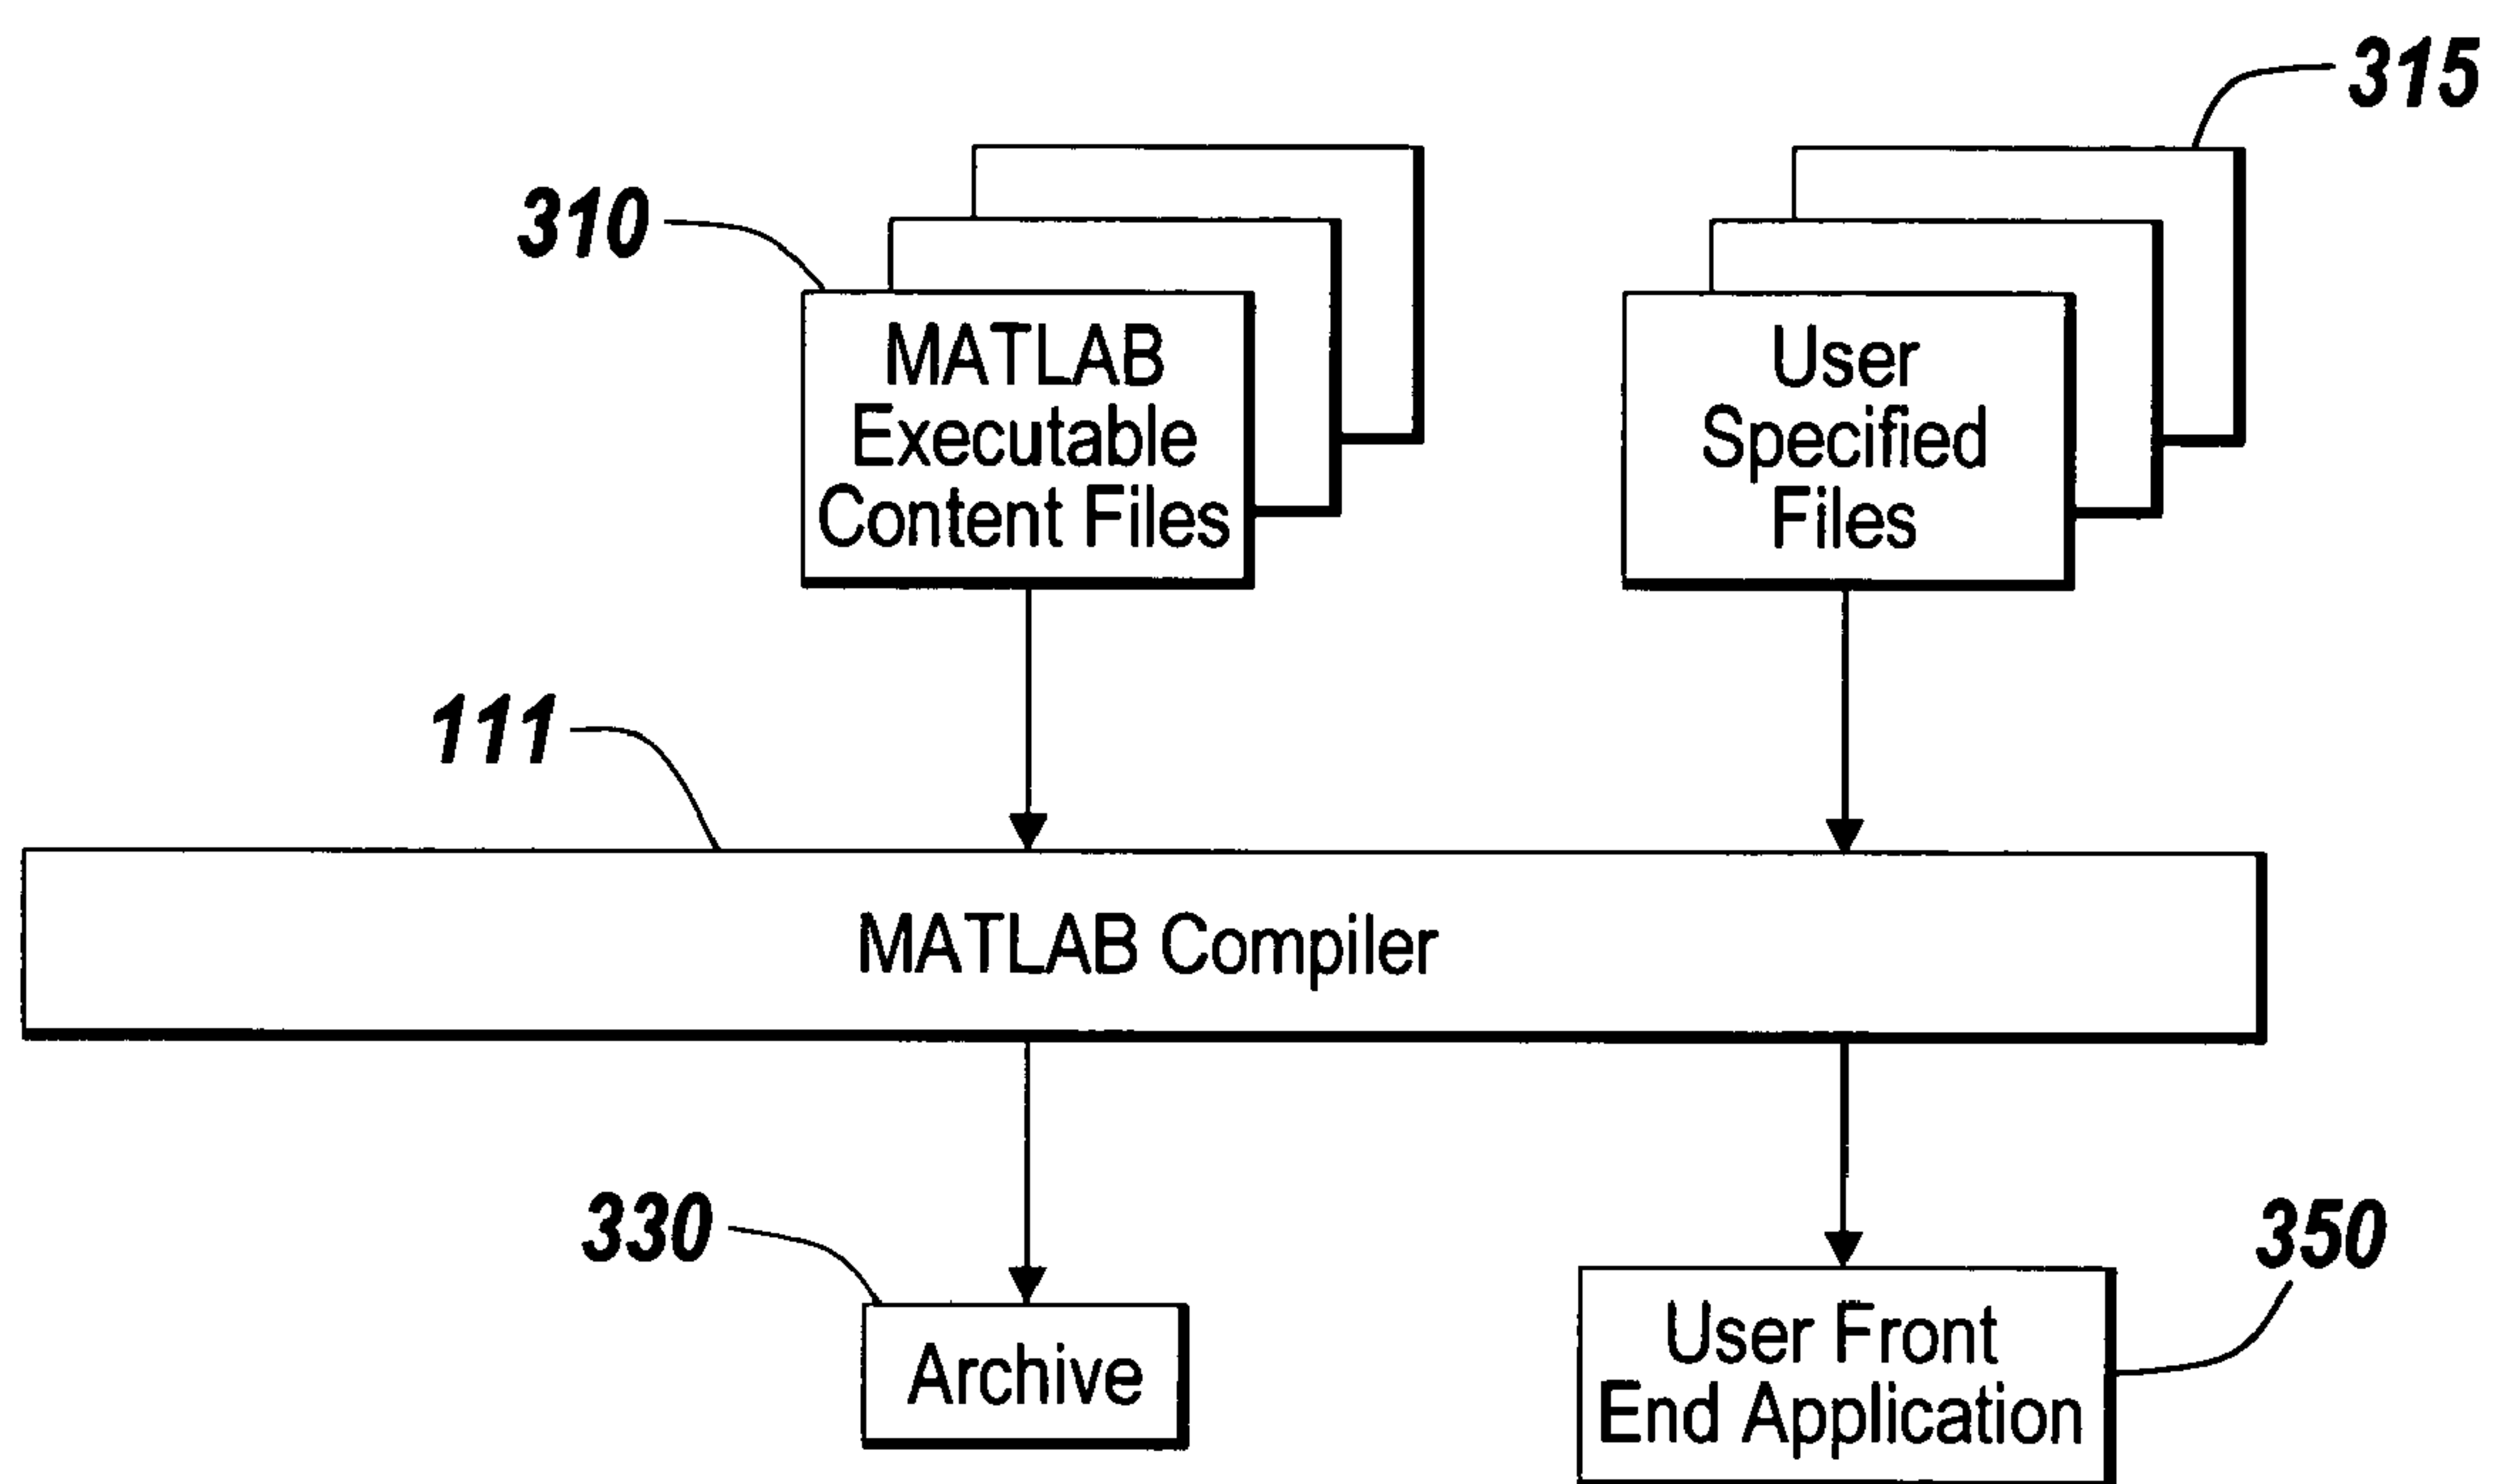 315
310
MATLAB
Executable
Content Files
User
Specified
Files
111
MATLAB Compiler
330
350
Archive
User Front
End Application